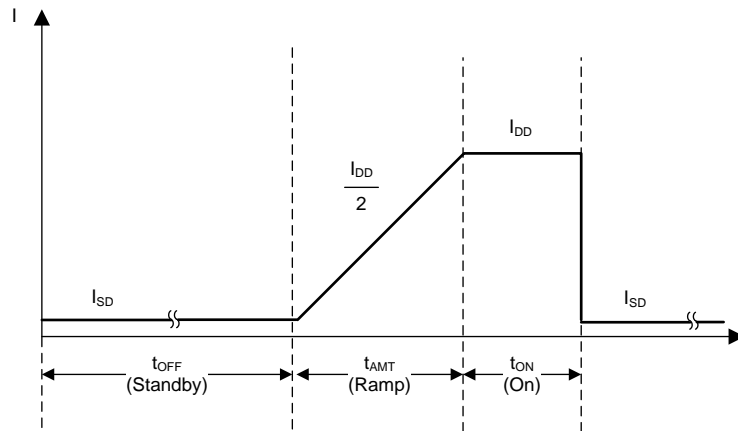 I
I_DD
I_DD
2
I_SD
I_SD
t_OFF
(Standby)
t_AMT
(Ramp)
t_ON
(On)